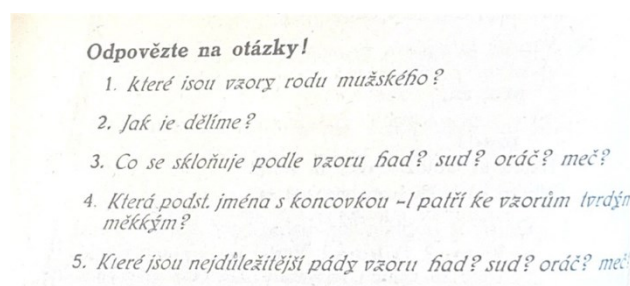 Odpovězte na otázky!
1. které jsou vzory rodu mužského?
2. Jak je dělíme?
3. Co se skloňuje podle vzoru had? sud? oráč? meč?
4. Která podst. jména s koncovkou -l patří ke vzorům tvrdým
měkkým?
5. Které jsou nejdůležitější pády vzoru had? sud? oráč? meč